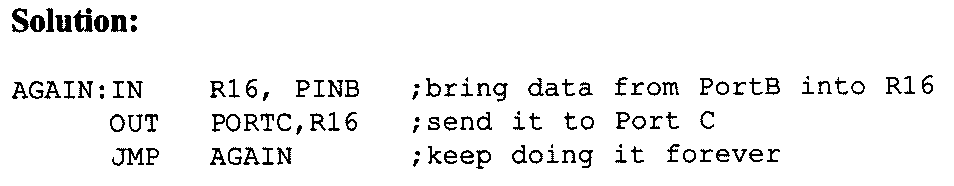 Solution:
AGAIN:IN R16, PINB ;bring data from PortB into R16
OUT PORTC,R16 ;send it to Port C
JMP AGAIN ;keep doing it forever